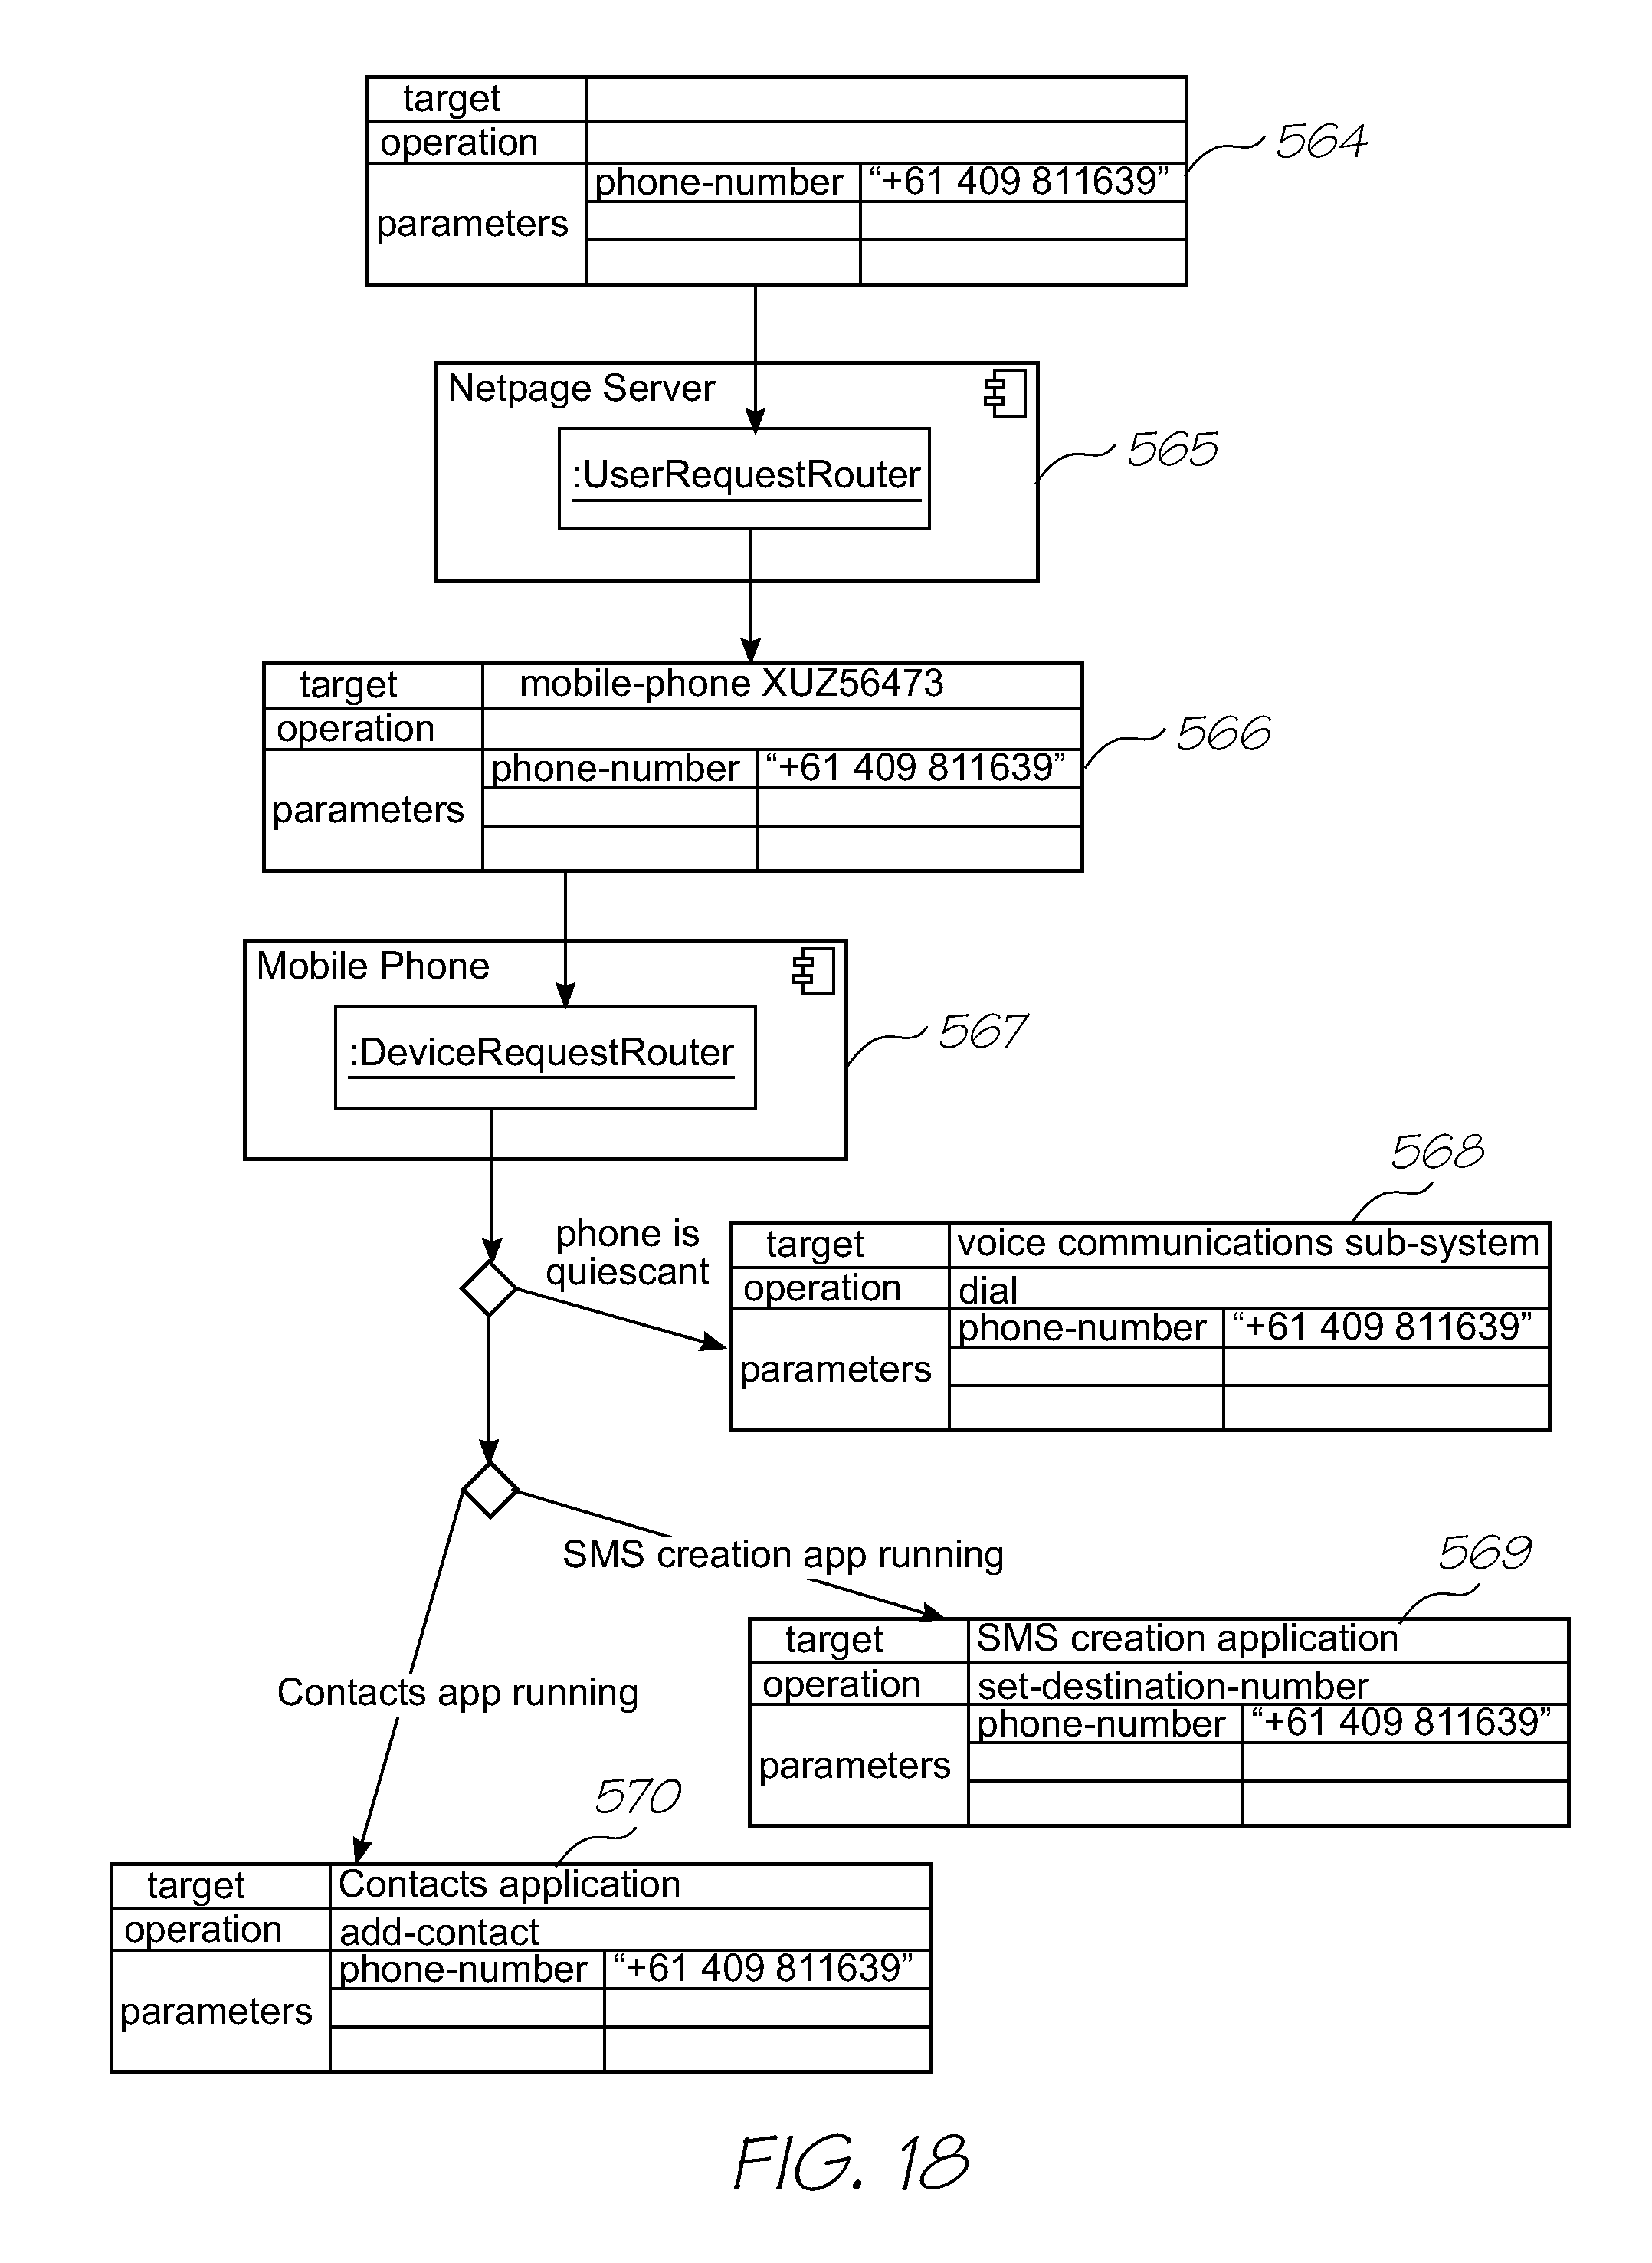 target
operation
564
phone-number “+61 409 811639”
parameters
Netpage Server
565
:UserRequestRouter
target mobile-phone XUZ56473
operation
566
phone-number “+61 409 811639”
parameters
Mobile Phone
567
:DeviceRequestRouter
568
phone is
quiescant
target voice communications sub-system
operation dial
phone-number “+61 409 811639”
parameters
SMS creation app running
569
target SMS creation application
operation set-destination-number
phone-number “+61 409 811639”
parameters
Contacts app running
570
target Contacts application
operation add-contact
phone-number “+61 409 811639”
parameters
FIG. 18